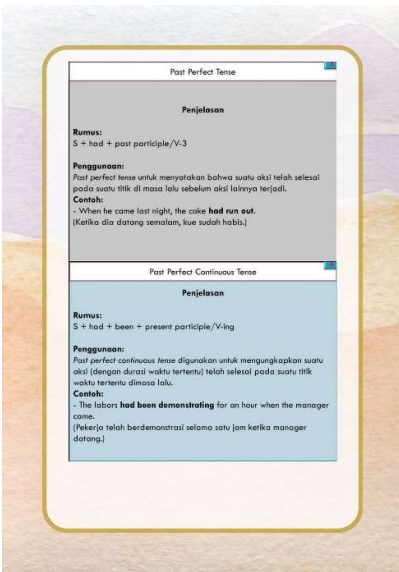 Past Perfect Tense
Penjelasan
Rumus:
S + had + past participle/V-3
Penggunaan:
Past perfect tense untuk menyatakan bahwa suatu aksi telah selesai
pada suatu titik di masa lalu sebelum aksi lainnya terjadi.
Contoh:
- When he came last night, the cake had run out.
(Ketika dia datang semalam, kue sudah habis.)
Past Perfect Continuous Tense
Penjelasan
Rumus:
S + had + been + present participle/V-ing
Penggunaan:
Past perfect continuous tense digunakan untuk mengungkapkan suatu
aksi (dengan durasi waktu tertentu) telah selesai pada suatu titik
waktu tertentu dimasa lalu.
Contoh:
- The labors had been demonstrating for an hour when the manager
came.
(Pekerja telah berdemonstrasi selama satu jam ketika manager
datang.)